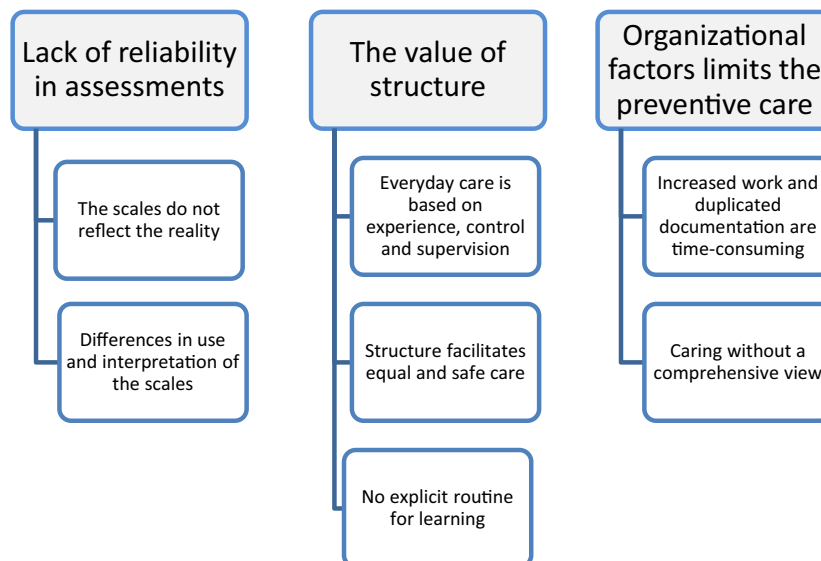 Lack of reliability
in assessments
The scales do not
reflect the reality
Differences in use
and interpretation of
the scales
The value of
structure
Everyday care is
based on
experience, control
and supervision
Structure facilitates
equal and safe care
No explicit routine
for learning
Organizational
factors limits the
preventive care
Increased work and
duplicated
documentation are
time-consuming
Caring without a
comprehensive view